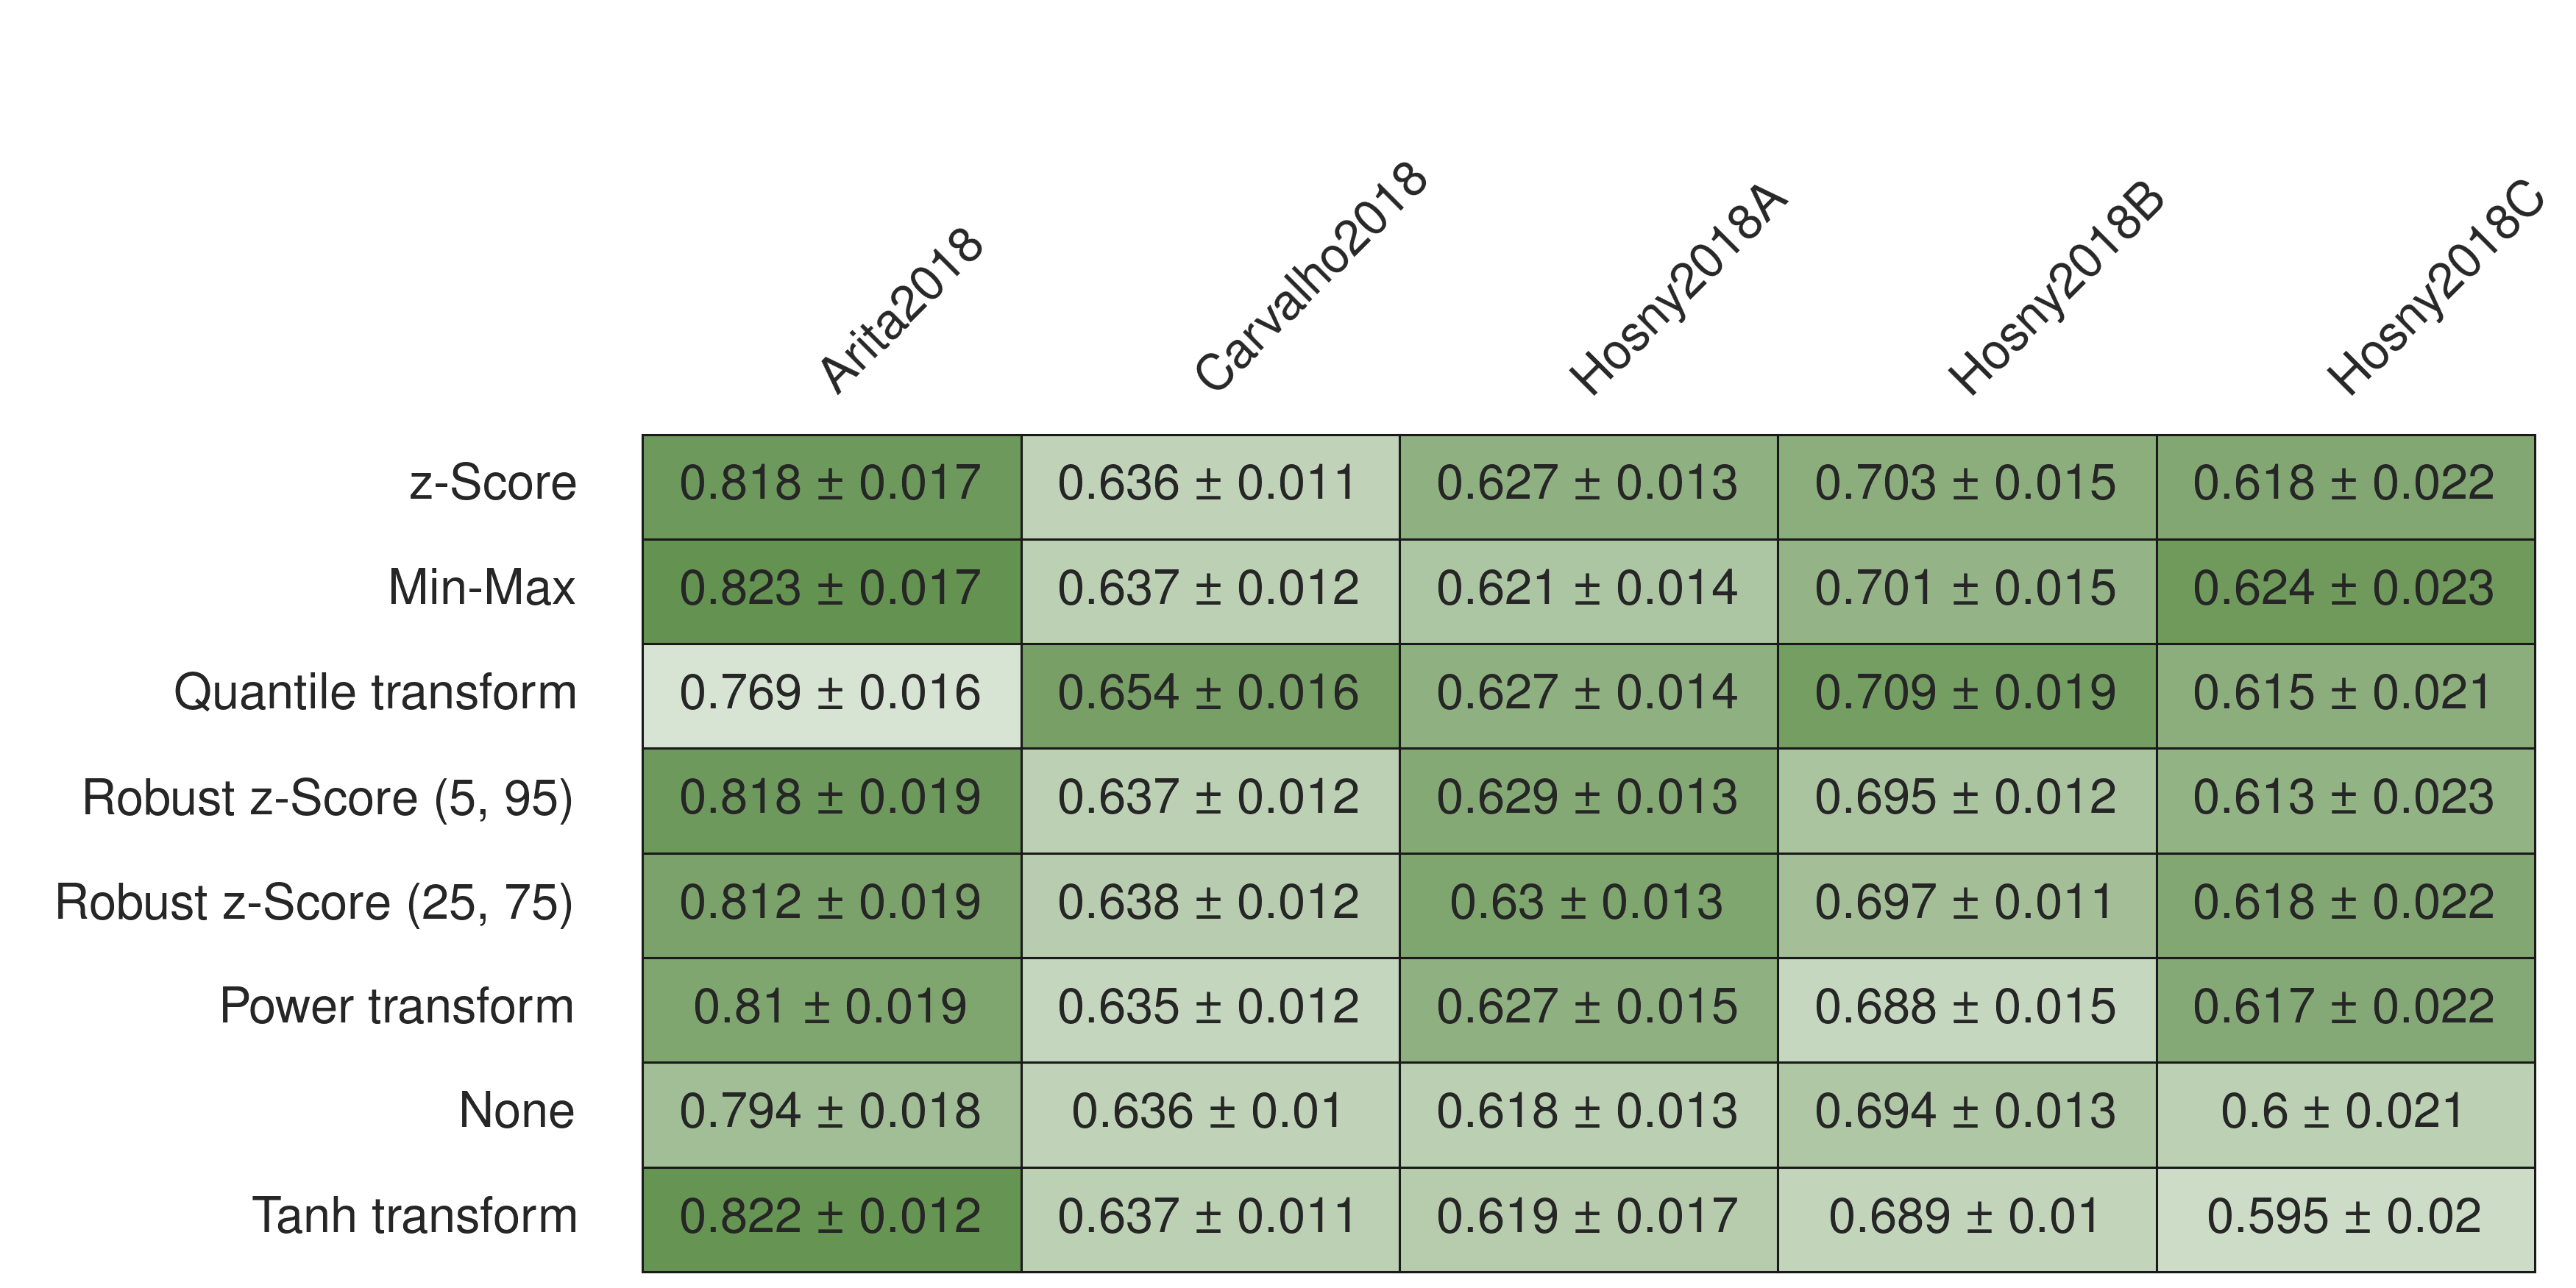 Arita2018 Carvalho2018 Hosny2018A Hosny2018B Hosny2018C
z-Score 0.818 ± 0.017 0.636 ± 0.011 0.627 ± 0.013 0.703 ± 0.015 0.618 ± 0.022
Min-Max 0.823 ± 0.017 0.637 ± 0.012 0.621 ± 0.014 0.701 ± 0.015 0.624 ± 0.023
Quantile transform 0.769 ± 0.016 0.654 ± 0.016 0.627 ± 0.014 0.709 ± 0.019 0.615 ± 0.021
Robust z-Score (5, 95) 0.818 ± 0.019 0.637 ± 0.012 0.629 ± 0.013 0.695 ± 0.012 0.613 ± 0.023
Robust z-Score (25, 75) 0.812 ± 0.019 0.638 ± 0.012 0.63 ± 0.013 0.697 ± 0.011 0.618 ± 0.022
Power transform 0.81 ± 0.019 0.635 ± 0.012 0.627 ± 0.015 0.688 ± 0.015 0.617 ± 0.022
None 0.794 ± 0.018 0.636 ± 0.01 0.618 ± 0.013 0.694 ± 0.013 0.6 ± 0.021
Tanh transform 0.822 ± 0.012 0.637 ± 0.011 0.619 ± 0.017 0.689 ± 0.01 0.595 ± 0.02